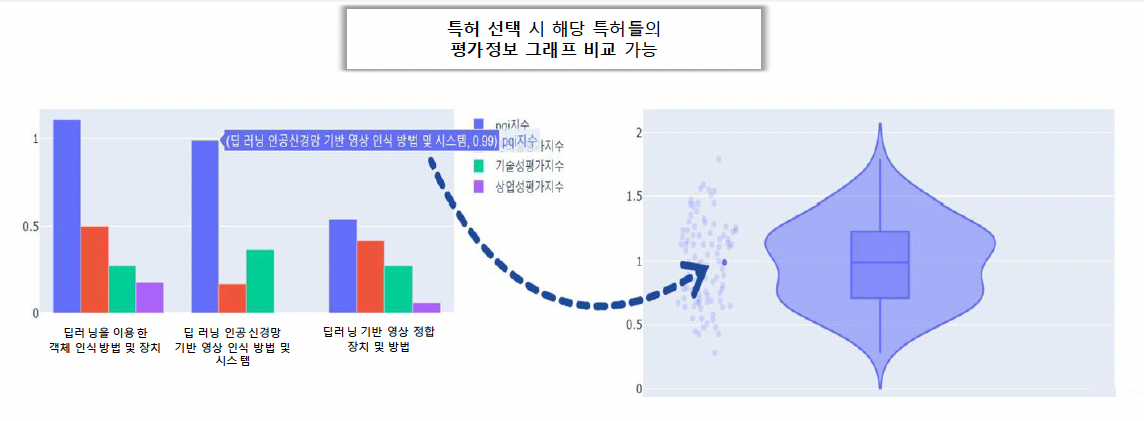 특허 선택 시 해당 특허들의
평가정보 그래프 비교 가능
1
0.5
0
(딥 러닝 인공신경망 기반 영상 인식 방법 및 시스템, 0.99) pqi지수
pqi지수
기술성평가지수
상업성평가지수
딥러닝을 이용한
객체 인식 방법 및 장치
딥 러닝 인공신경망
기반 영상 인식 방법 및
시스템
딥러닝 기반 영상 정합
장치 및 방법
2
1.5
1
0.5
0